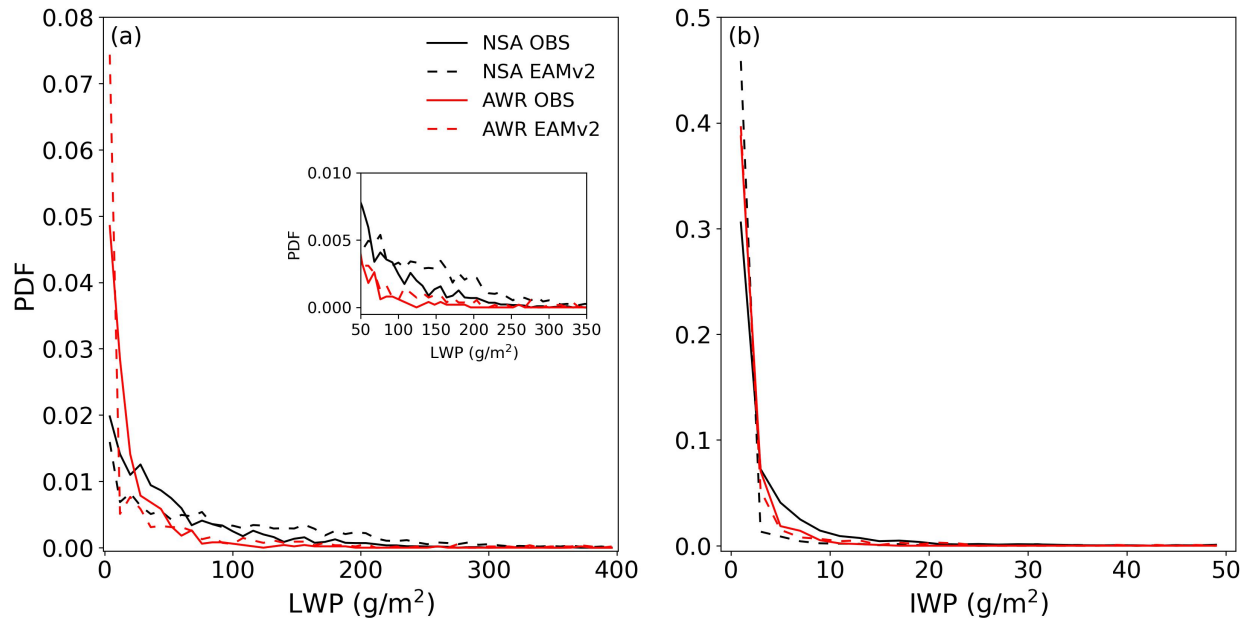 (a)
NSA OBS
NSA EAMv2
AWR OBS
AWR EAMv2
0.08
0.07
0.06
0.05
0.04
0.03
0.02
0.01
0.00
PDF
0 100 200 300 400
LWP (g/m²)
0.010
0.005
0.000
PDF
50 100 150 200 250 300 350
LWP (g/m²)
(b)
0.5
0.4
0.3
0.2
0.1
0.0
0 10 20 30 40 50
IWP (g/m²)